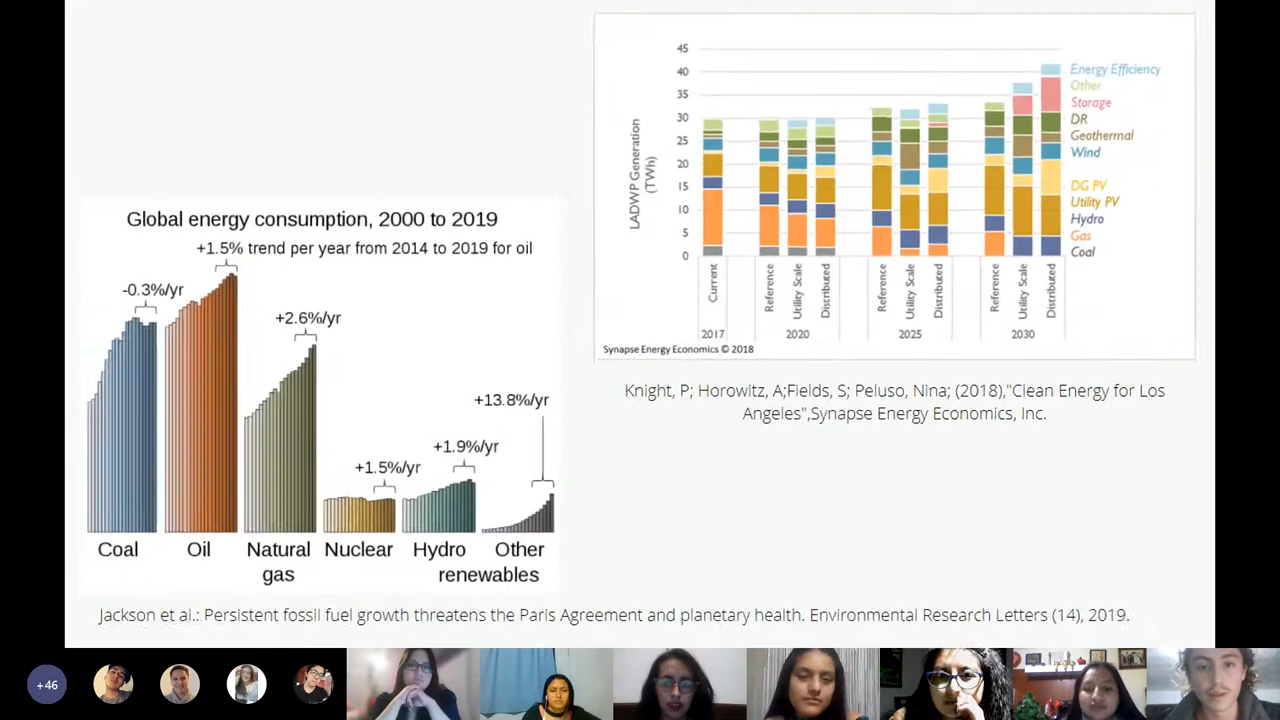 Global energy consumption, 2000 to 2019
+1.5% trend per year from 2014 to 2019 for oil
-0.3%/yr
+2.6%/yr
+13.8%/yr
+1.9%/yr
+1.5%/yr
Coal
Oil
Natural
gas
Nuclear
Hydro
Other
renewables
Jackson et al.: Persistent fossil fuel growth threatens the Paris Agreement and planetary health. Environmental Research Letters (14), 2019.
LADWP Generation
(TWh)
45
40
35
30
25
20
15
10
5
0
Energy Efficiency
Other
Storage
DR
Geothermal
Wind
DG PV
Utility PV
Hydro
Gas
Coal
Current
Reference
Utility Scale
Distributed
Reference
Utility Scale
Distributed
Reference
Utility Scale
Distributed
2017
2020
2025
2030
Synapse Energy Economics © 2018
Knight, P; Horowitz, A;Fields, S; Peluso, Nina; (2018),"Clean Energy for Los
Angeles",Synapse Energy Economics, Inc.
+46